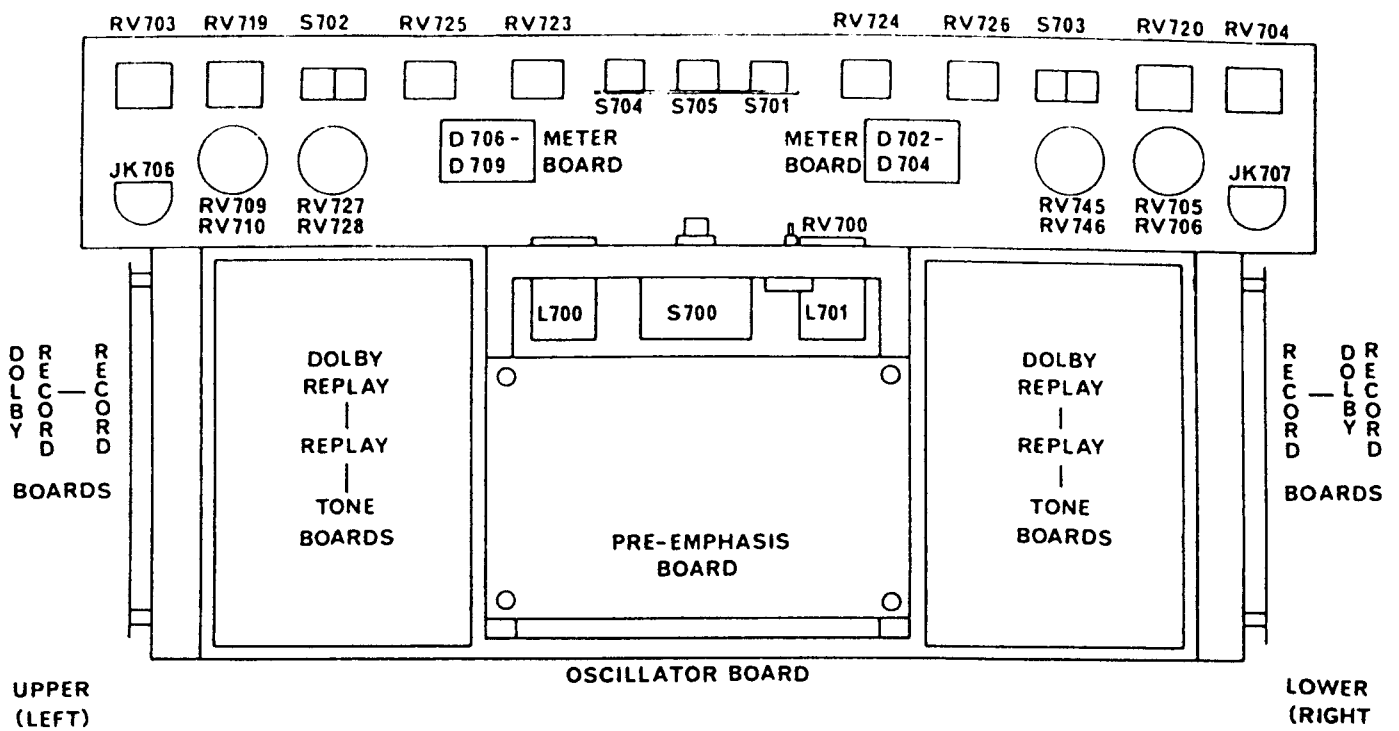 RV703 RV719 S702 RV725 RV723 RV724 RV726 S703 RV720 RV704
S704 S705 S701
D706-
D709
METER
BOARD
METER
BOARD
D702-
D704
JK706
JK707
RV709
RV710
RV727
RV728
RV700
RV745
RV746
RV705
RV706
L700 S700 L701
DOLBY
RECORD
—
RECORD
BOARDS
DOLBY
REPLAY
|
REPLAY
|
TONE
BOARDS
PRE-EMPHASIS
BOARD
DOLBY
REPLAY
|
REPLAY
|
TONE
BOARDS
RECORD
—
DOLBY
RECORD
BOARDS
OSCILLATOR BOARD
UPPER
(LEFT)
LOWER
(RIGHT